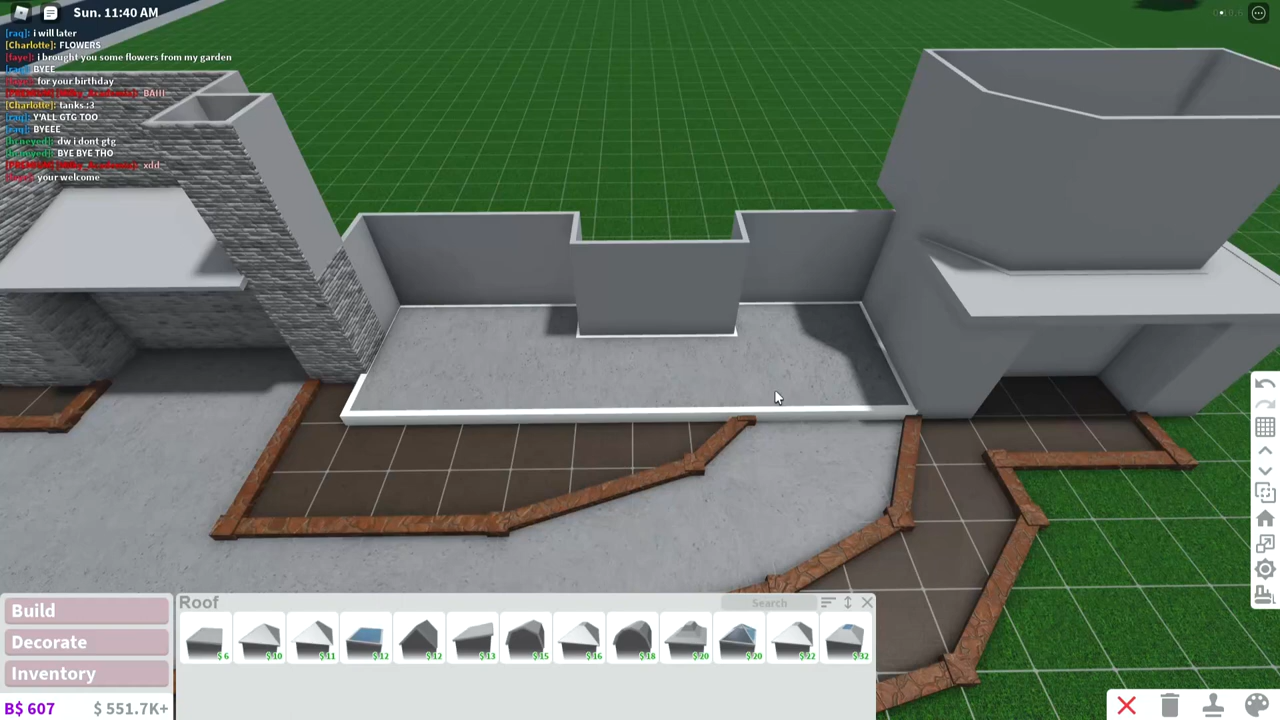 Sun. 11:40 AM
[raq]: i will later
[Charlotte]: FLOWERS
[faye]: i brought you some flowers from my garden
BYEE
for your birthday
BAIII
[Charlotte]: tanks :3
[raq]: Y'ALL GTG TOO
[raq]: BYEEE
dw i dont gtg
BYE BYE THO
xdd
your welcome
Roof
Search
$6
$10
$11
$12
$12
$13
$15
$16
$18
$20
$20
$22
$32
Build
Decorate
Inventory
B$ 607
$ 551.7K+